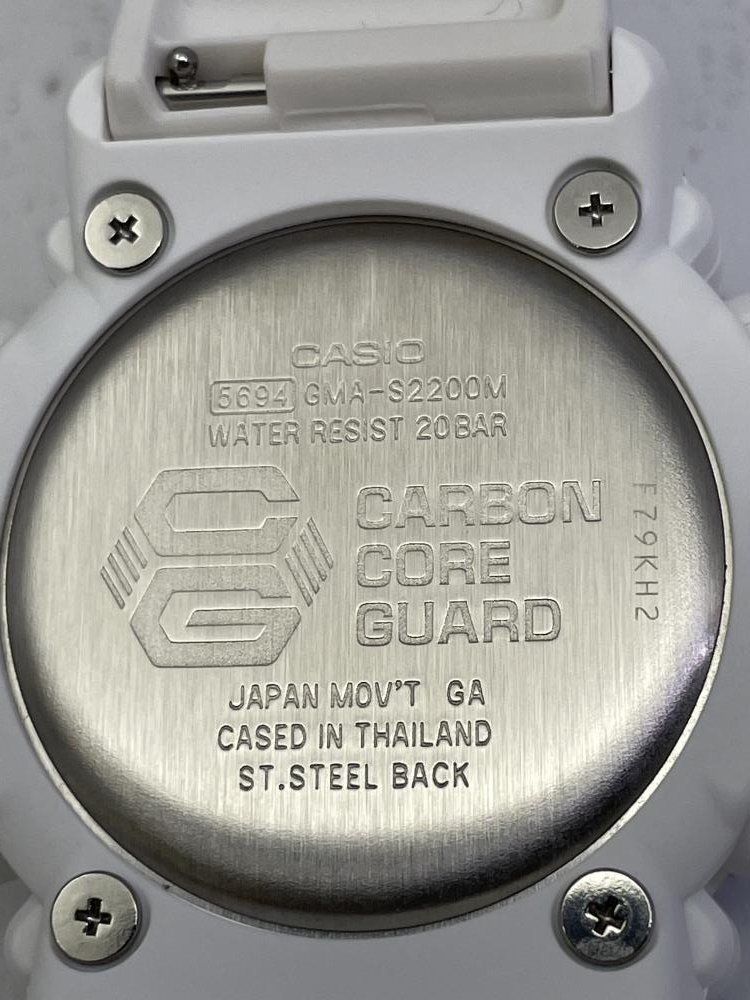 CASIO
5694 GMA-S2200M
WATER RESIST 20BAR
CG
CARBON
CORE
GUARD
F79KH2
JAPAN MOV'T GA
CASED IN THAILAND
ST.STEEL BACK